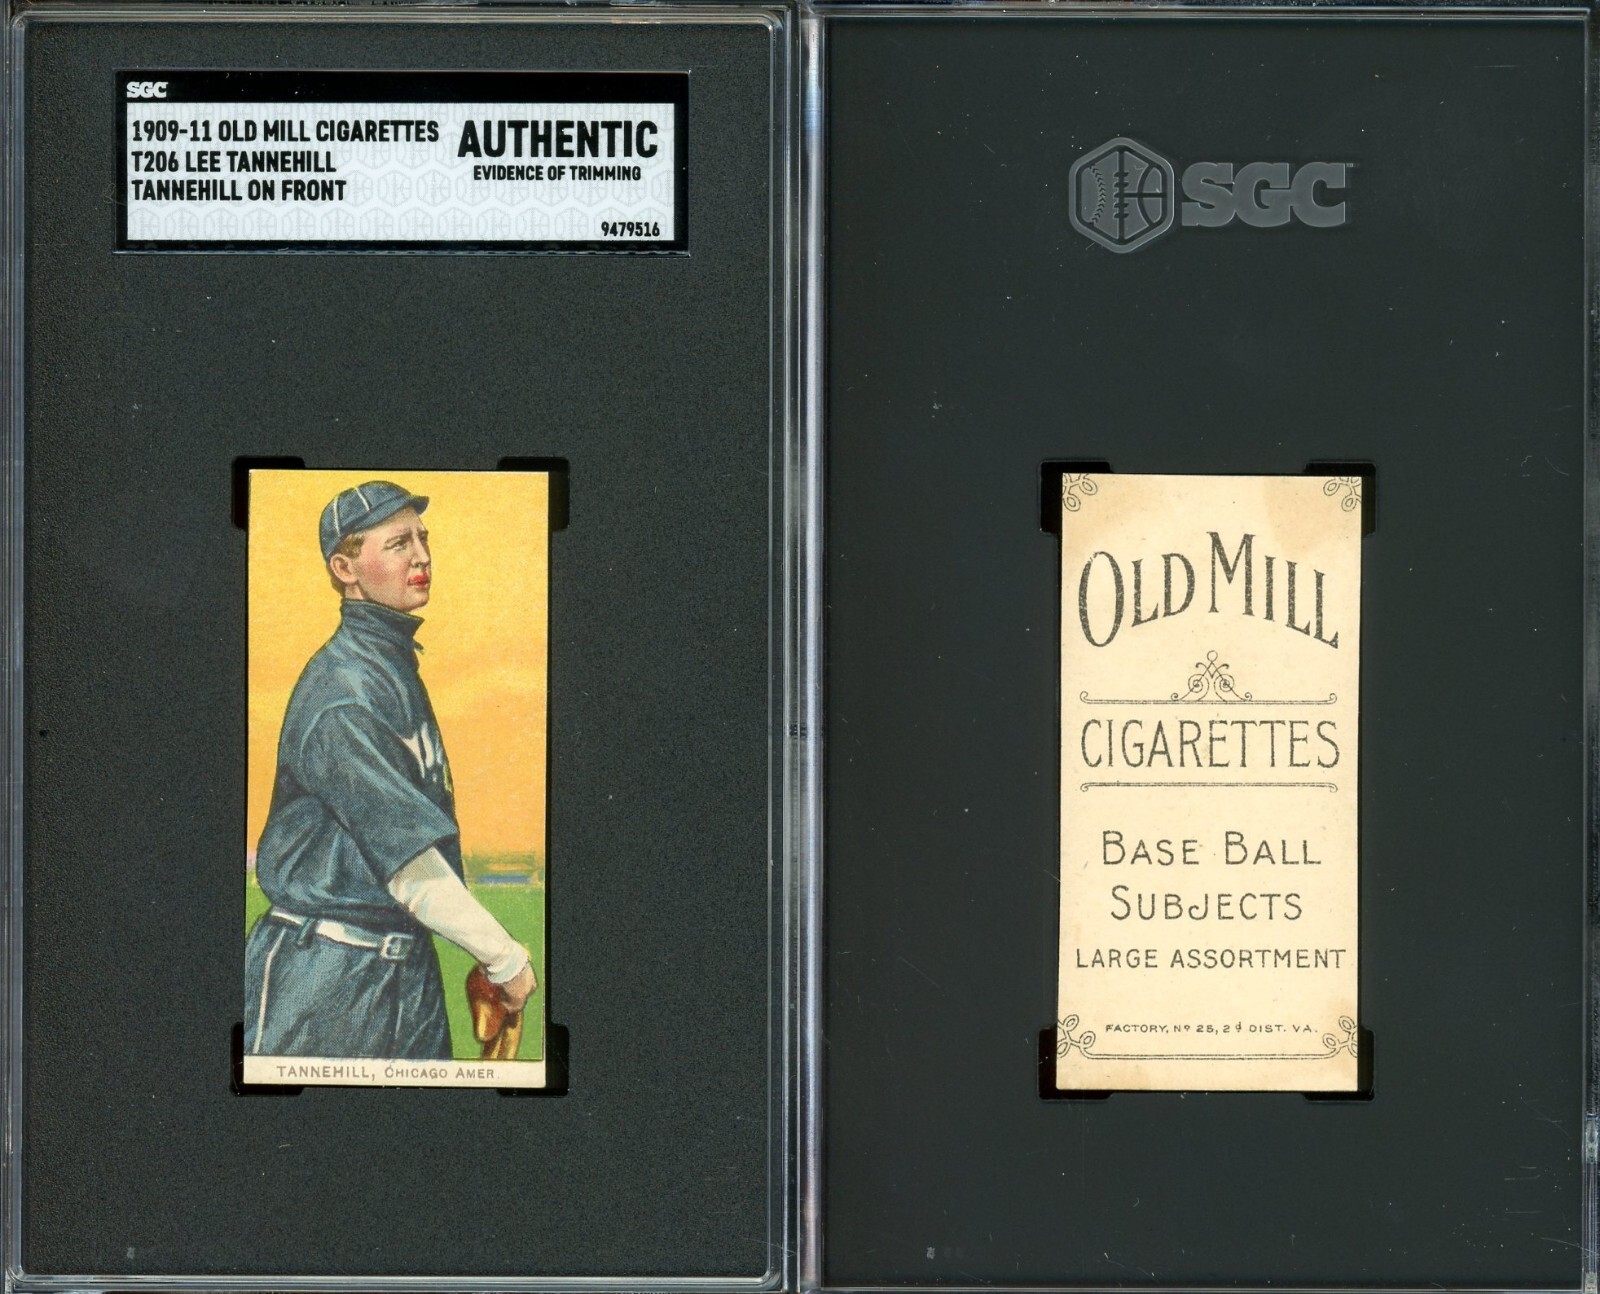 SGC
1909-11 OLD MILL CIGARETTES
T206 LEE TANNEHILL
TANNEHILL ON FRONT
AUTHENTIC
EVIDENCE OF TRIMMING
9479516
TANNEHILL, CHICAGO AMER.
SGC
OLD MILL
CIGARETTES
BASE BALL
SUBJECTS
LARGE ASSORTMENT
FACTORY, Nº 25, 2ᵈ DIST. VA.